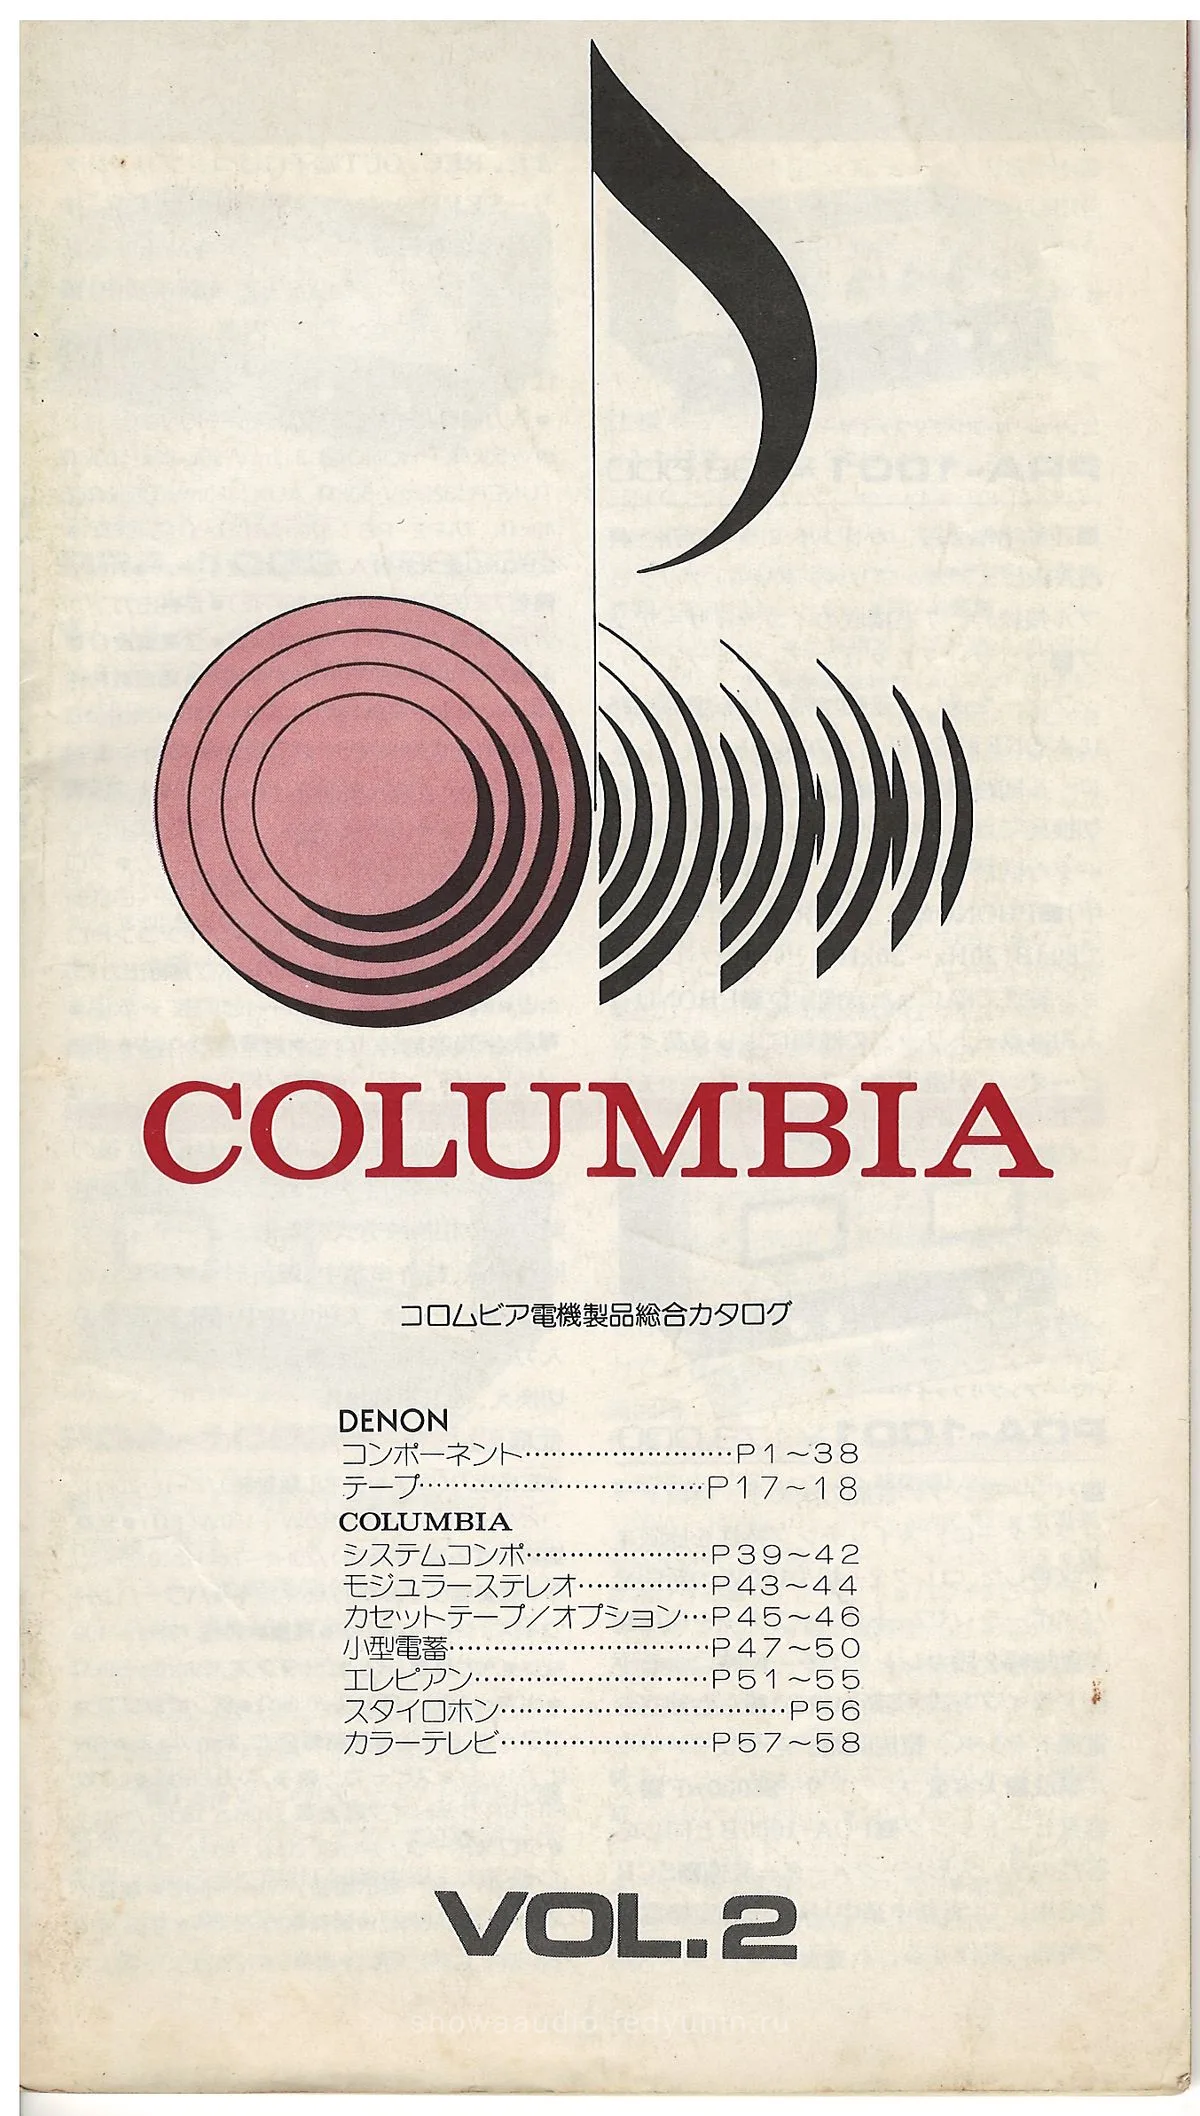 COLUMBIA
コロムビア電機製品総合カタログ
DENON
コンポーネント························P1~38
テープ·································P17~18
COLUMBIA
システムコンポ·····················P39~42
モジュラーステレオ···············P43~44
カセットテープ/オプション···P45~46
小型電蓄······························P47~50
エレピアン···························P51~55
スタイロホン·································P56
カラーテレビ························P57~58
VOL.2
showaaudio.fedyunin.ru